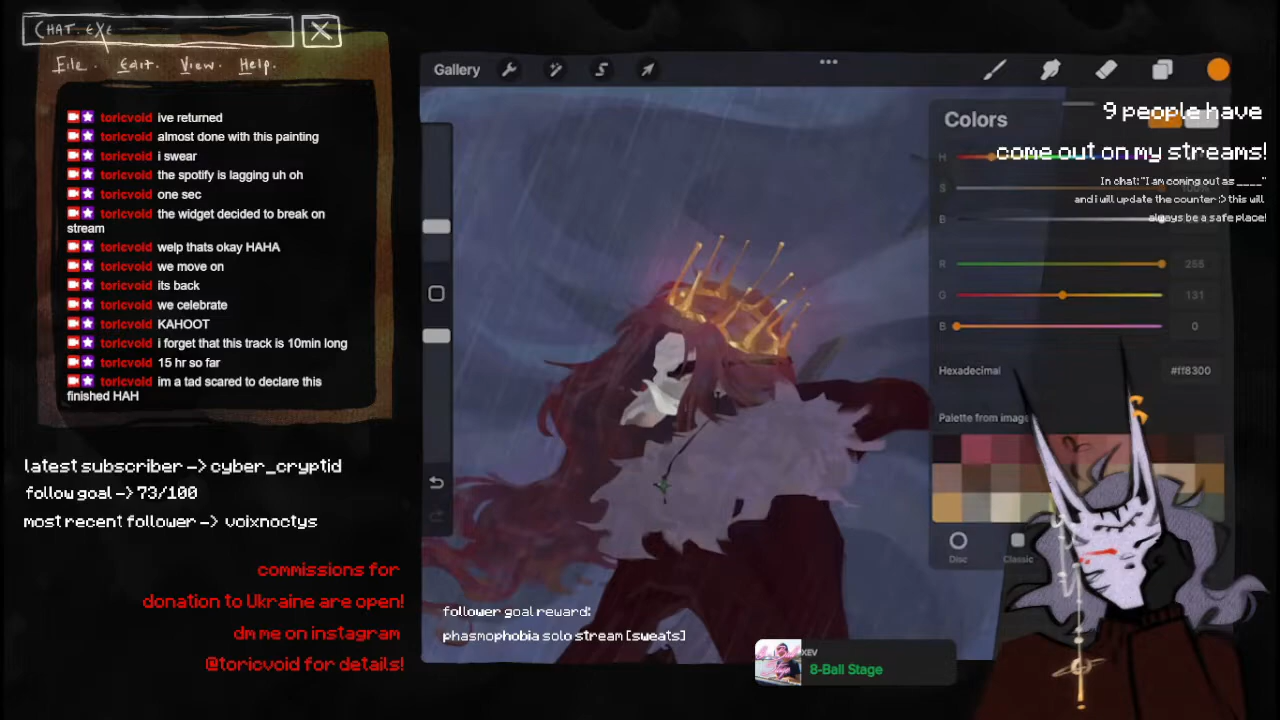 CHAT.EXE
File. Edit. View. Help.
toricvoid ive returned
toricvoid almost done with this painting
toricvoid i swear
toricvoid the spotify is lagging uh oh
toricvoid one sec
toricvoid the widget decided to break on
stream
toricvoid welp thats okay HAHA
toricvoid we move on
toricvoid its back
toricvoid we celebrate
toricvoid KAHOOT
toricvoid i forget that this track is 10min long
toricvoid 15 hr so far
toricvoid im a tad scared to declare this
finished HAH
latest subscriber -> cyber_cryptid
follow goal -> 73/100
most recent follower -> voixnoctys
commissions for
donation to Ukraine are open!
dm me on instagram
@toricvoid for details!
Gallery
Colors
9 people have
come out on my streams!
In chat: "I am coming out as ____"
and i will update the counter :> this will
always be a safe place!
H
S
B
R 255
G 131
B 0
Hexadecimal #ff8300
Palette from image
Disc Classic
follower goal reward:
phasmophobia solo stream [sweats]
XEV
8-Ball Stage